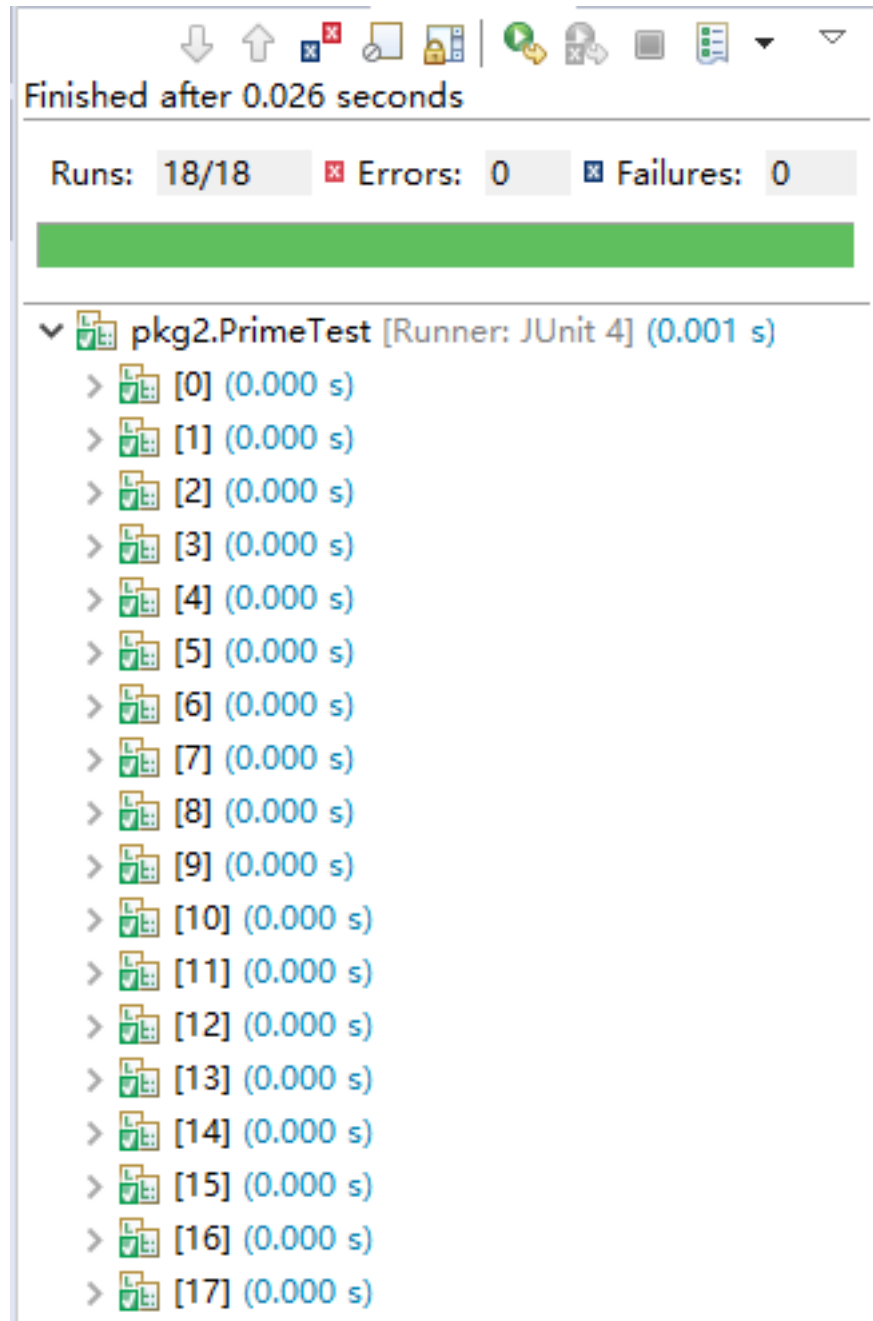 Finished after 0.026 seconds
Runs: 18/18 Errors: 0 Failures: 0
pkg2.PrimeTest [Runner: JUnit 4] (0.001 s)
[0] (0.000 s)
[1] (0.000 s)
[2] (0.000 s)
[3] (0.000 s)
[4] (0.000 s)
[5] (0.000 s)
[6] (0.000 s)
[7] (0.000 s)
[8] (0.000 s)
[9] (0.000 s)
[10] (0.000 s)
[11] (0.000 s)
[12] (0.000 s)
[13] (0.000 s)
[14] (0.000 s)
[15] (0.000 s)
[16] (0.000 s)
[17] (0.000 s)